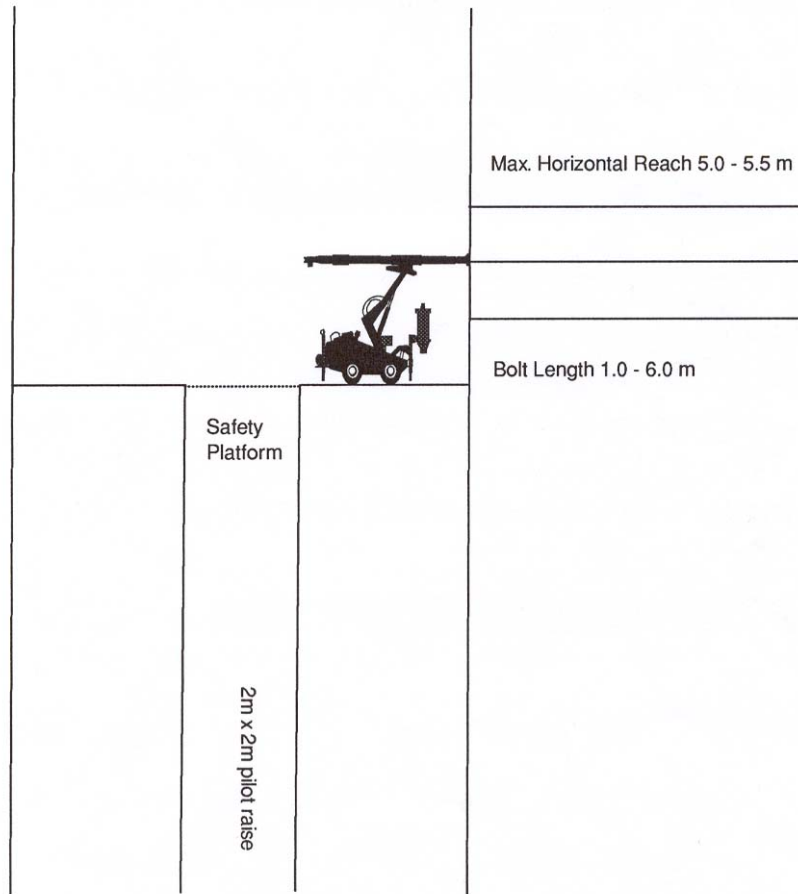 Max. Horizontal Reach 5.0 - 5.5 m
Bolt Length 1.0 - 6.0 m
Safety
Platform
2m x 2m pilot raise